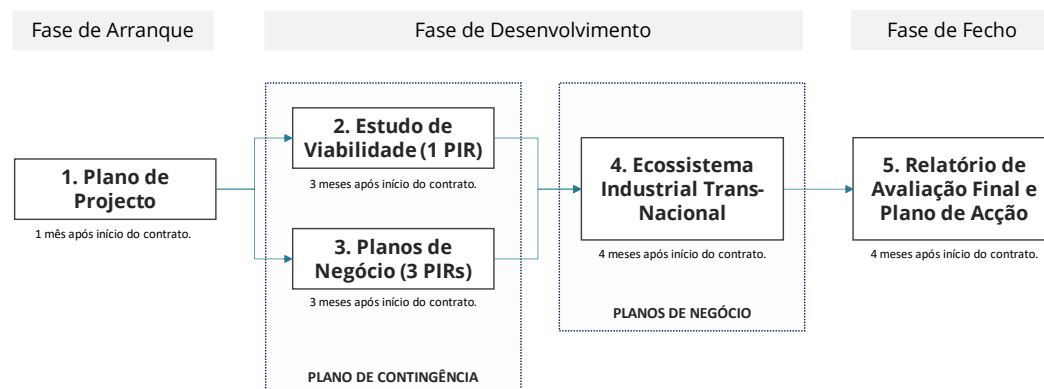 Fase de Arranque
Fase de Desenvolvimento
Fase de Fecho
1. Plano de
Projecto
1 mês após início do contrato.
2. Estudo de
Viabilidade (1 PIR)
3 meses após início do contrato.
3. Planos de
Negócio (3 PIRs)
3 meses após início do contrato.
PLANO DE CONTINGÊNCIA
4. Ecossistema
Industrial Trans-
Nacional
4 meses após início do contrato.
PLANOS DE NEGÓCIO
5. Relatório de
Avaliação Final e
Plano de Acção
4 meses após início do contrato.